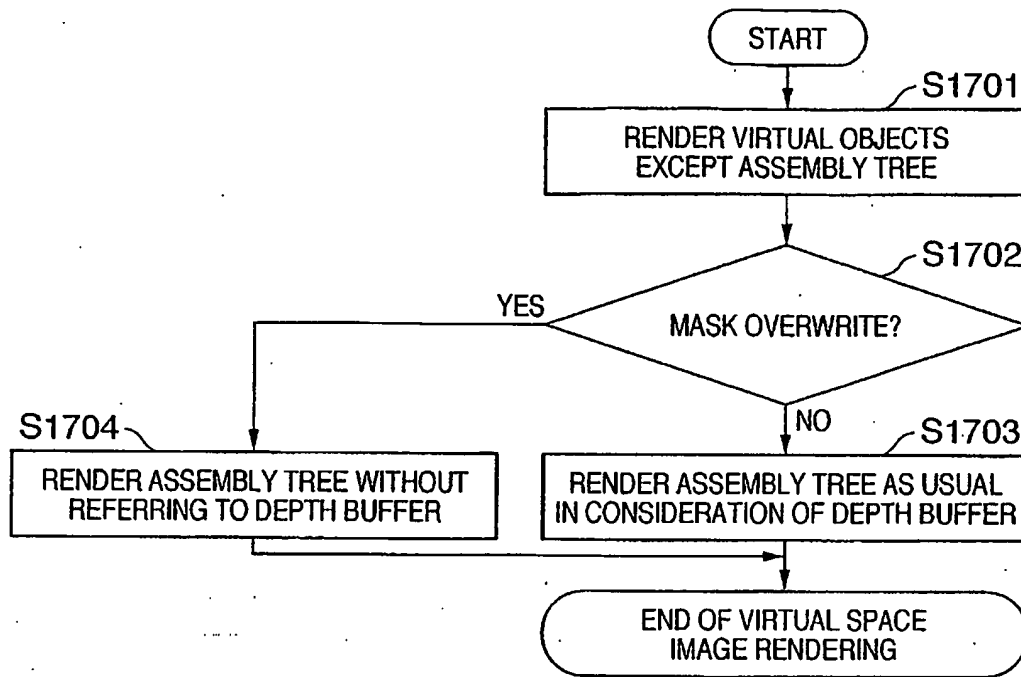 START
S1701
RENDER VIRTUAL OBJECTS
EXCEPT ASSEMBLY TREE
S1702
YES
MASK OVERWRITE?
NO
S1704
S1703
RENDER ASSEMBLY TREE WITHOUT
REFERRING TO DEPTH BUFFER
RENDER ASSEMBLY TREE AS USUAL
IN CONSIDERATION OF DEPTH BUFFER
END OF VIRTUAL SPACE
IMAGE RENDERING